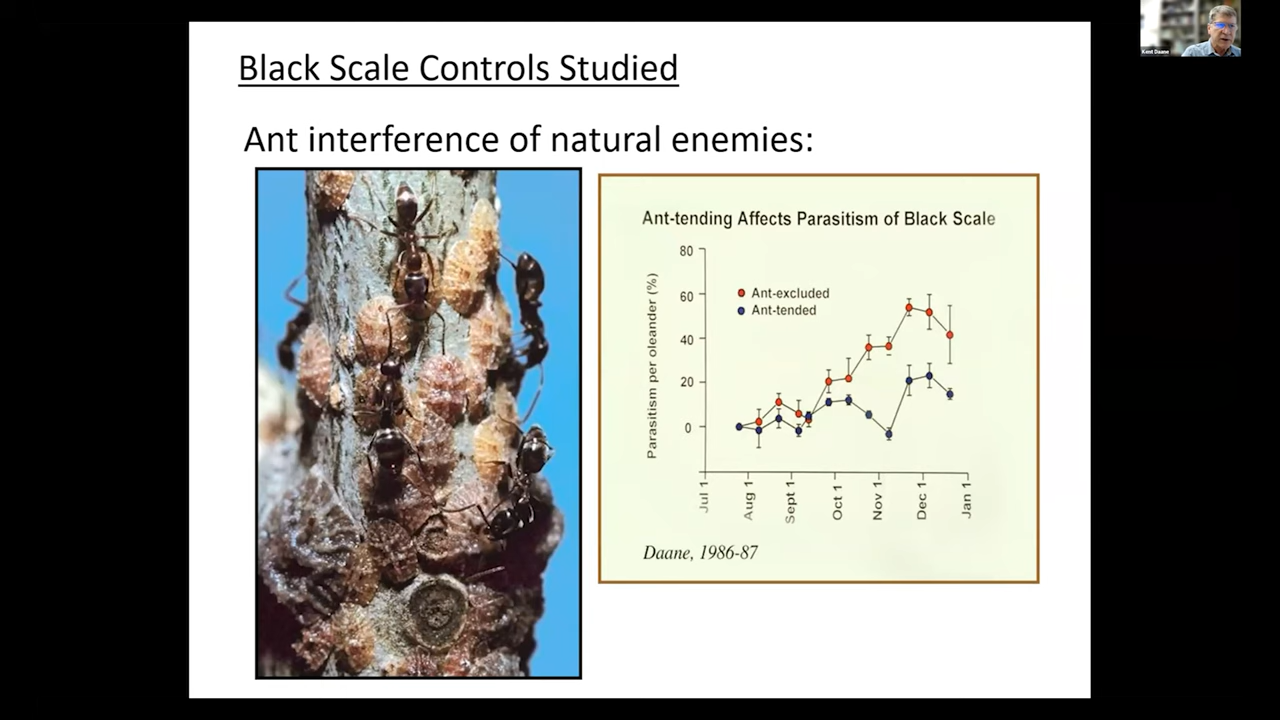 Black Scale Controls Studied
Kent Daane
Ant interference of natural enemies:
Ant-tending Affects Parasitism of Black Scale
Parasitism per oleander (%)
80
60
40
20
0
Ant-excluded
Ant-tended
Jul 1
Aug 1
Sept 1
Oct 1
Nov 1
Dec 1
Jan 1
Daane, 1986-87